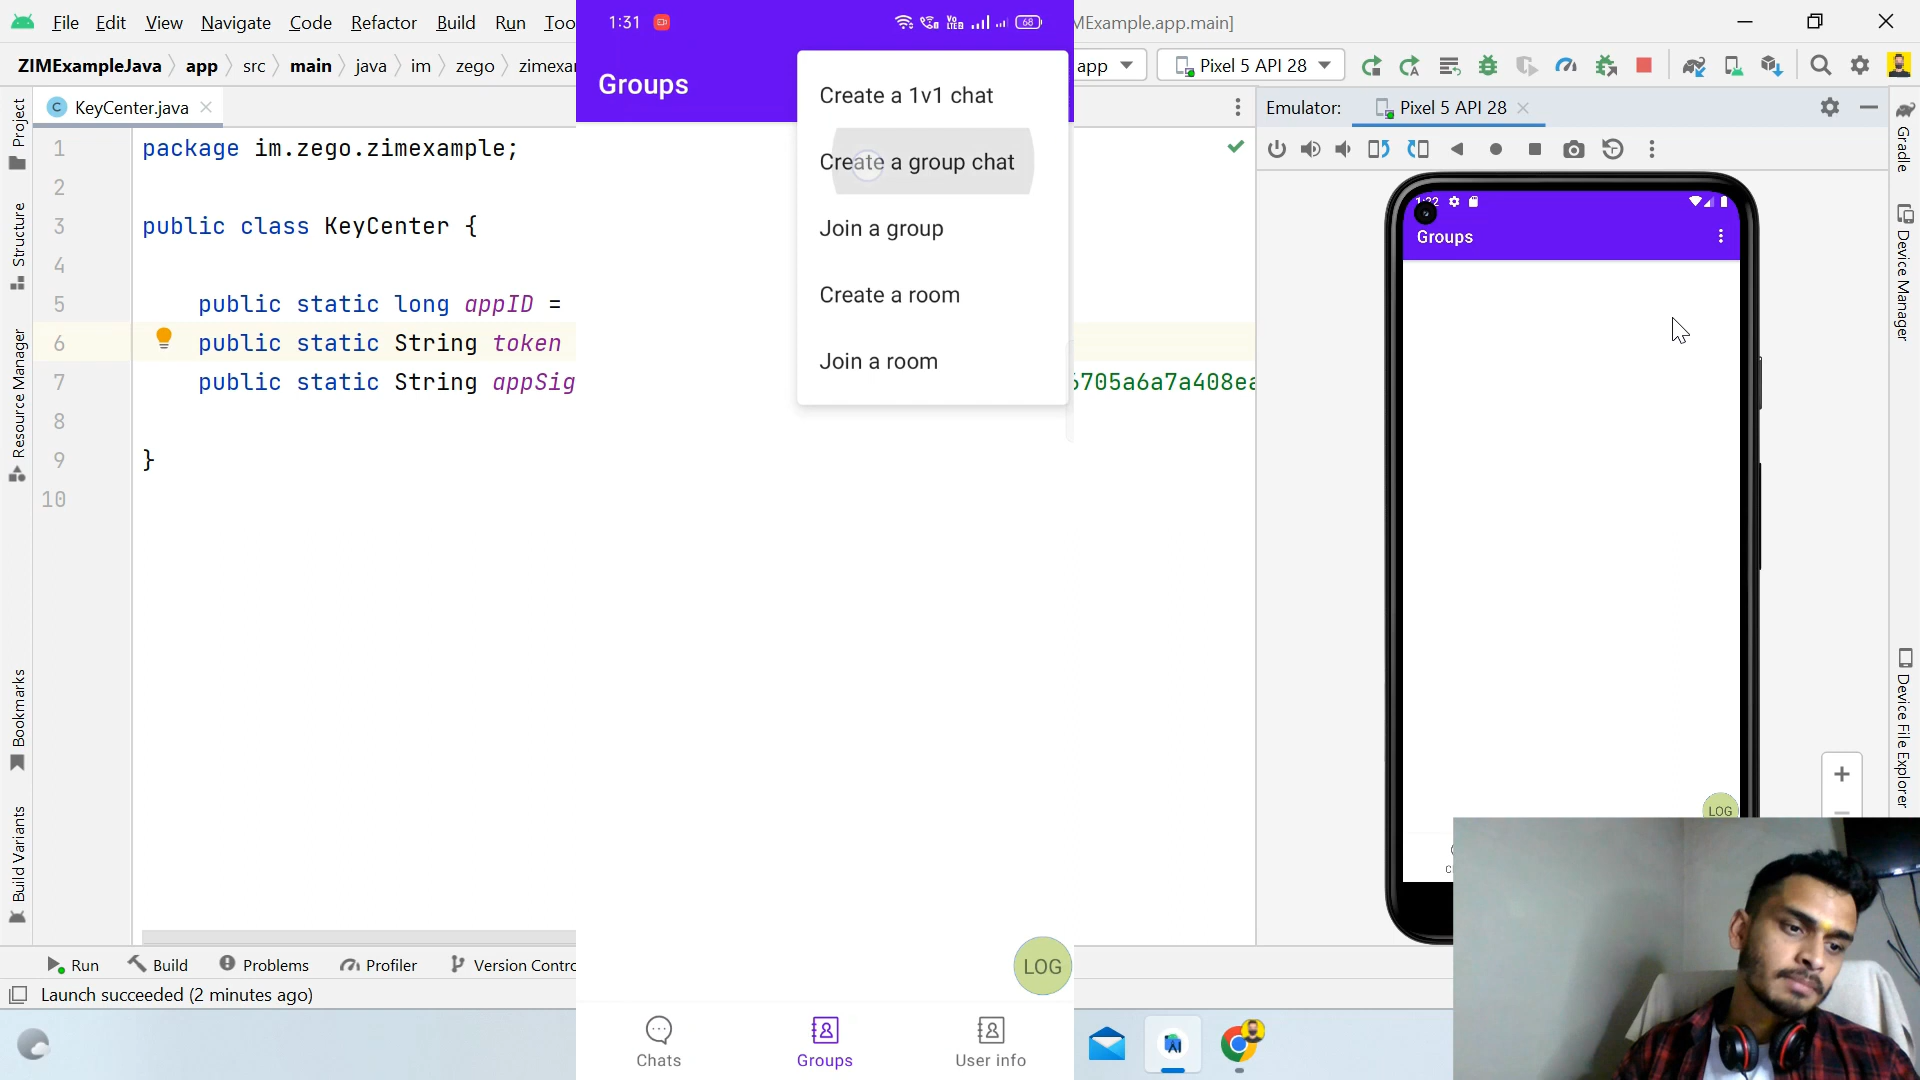 File Edit View Navigate Code Refactor Build Run Too
MExample.app.main]
ZIMExampleJava app src main java im zego zimexar
app Pixel 5 API 28
KeyCenter.java
Emulator: Pixel 5 API 28
Project
Structure
Resource Manager
Bookmarks
Build Variants
1 package im.zego.zimexample;
2
3 public class KeyCenter {
4
5 public static long appID =
6 public static String token
7 public static String appSig
8
9 }
10
6705a6a7a408ea
1:31
Vo LTE
68
Groups
Create a 1v1 chat
Create a group chat
Join a group
Create a room
Join a room
LOG
Chats
Groups
User info
Groups
LOG
Gradle
Device Manager
Device File Explorer
Run Build Problems Profiler Version Contro
Launch succeeded (2 minutes ago)